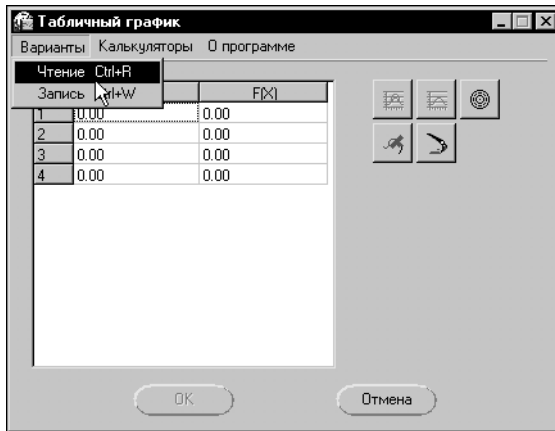 Табличный график
Варианты Калькуляторы О программе
Чтение Ctrl+R
Запись
F(X)
1 0.00 0.00
2 0.00 0.00
3 0.00 0.00
4 0.00 0.00
OK Отмена